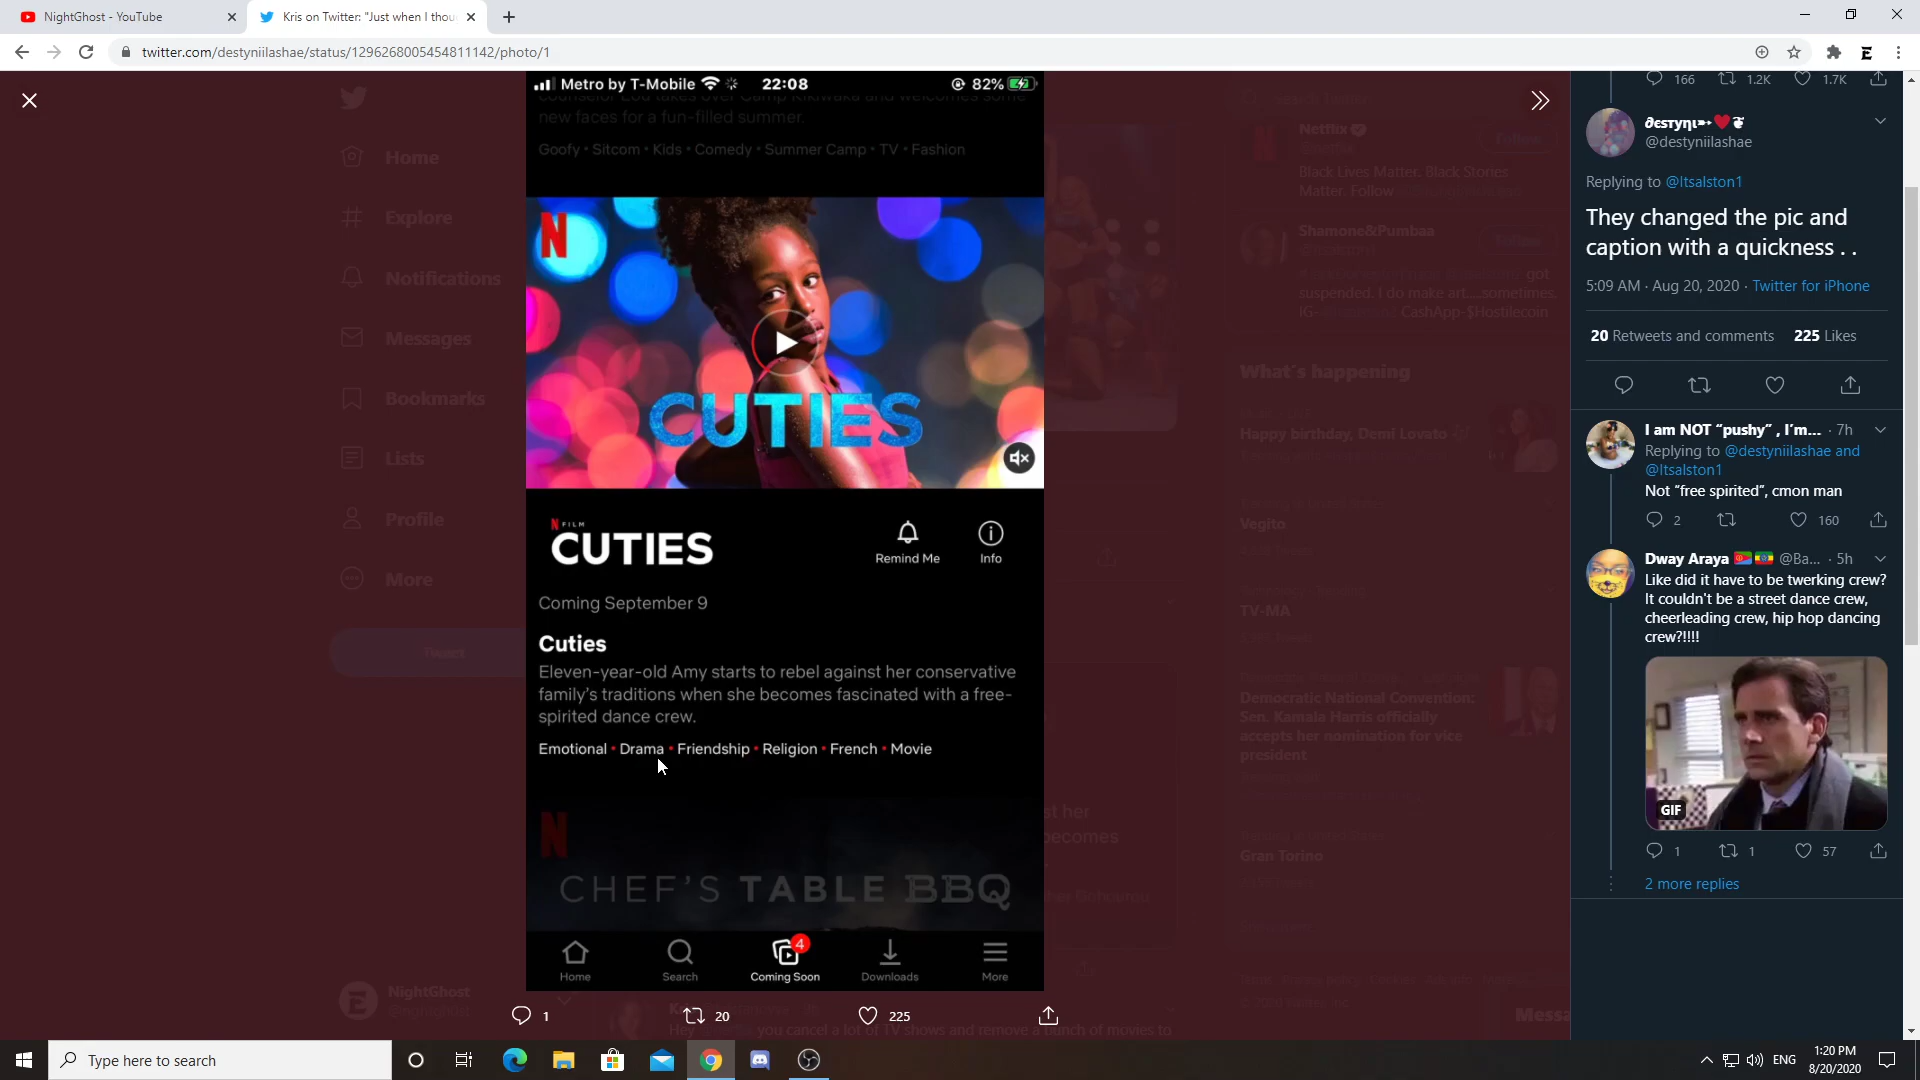 NightGhost - YouTube
Kris on Twitter: "Just when I thou
twitter.com/destyniilashae/status/1296268005454811142/photo/1
Metro by T-Mobile
22:08
82%
new faces for a fun-filled summer.
Goofy • Sitcom • Kids • Comedy • Summer Camp • TV • Fashion
N
CUTIES
N FILM
CUTIES
Remind Me
Info
Coming September 9
Cuties
Eleven-year-old Amy starts to rebel against her conservative
family's traditions when she becomes fascinated with a free-
spirited dance crew.
Emotional • Drama • Friendship • Religion • French • Movie
N
CHEF'S TABLE BBQ
4
Home
Search
Coming Soon
Downloads
More
1
20
225
Home
Explore
Notifications
Messages
Bookmarks
Lists
Profile
More
Tweet
NightGhost
Netflix
Follow
Black Lives Matter. Black Stories
Matter. Follow
Shamone&Pumbaa
got
suspended. I do make art....sometimes.
IG-
CashApp-$Hostilecoin
What's happening
Happy birthday, Demi Lovato
Vegito
TV-MA
Democratic National Convention:
Sen. Kamala Harris officially
accepts her nomination for vice
president
Gran Torino
at her
becomes
you cancel a lot of TV shows and remove a bunch of movies to
Messa
166
1.2K
1.7K
∂єѕтуηι➵♥
@destyniilashae
Replying to @Itsalston1
They changed the pic and
caption with a quickness . .
5:09 AM · Aug 20, 2020 · Twitter for iPhone
20 Retweets and comments 225 Likes
I am NOT “pushy” , I'm... · 7h
Replying to @destyniilashae and
@Itsalston1
Not “free spirited”, cmon man
2
160
Dway Araya 🇪🇷🇪🇹 @Ba... · 5h
Like did it have to be twerking crew?
It couldn't be a street dance crew,
cheerleading crew, hip hop dancing
crew?!!!!
GIF
1
1
57
2 more replies
Type here to search
ENG
1:20 PM
8/20/2020